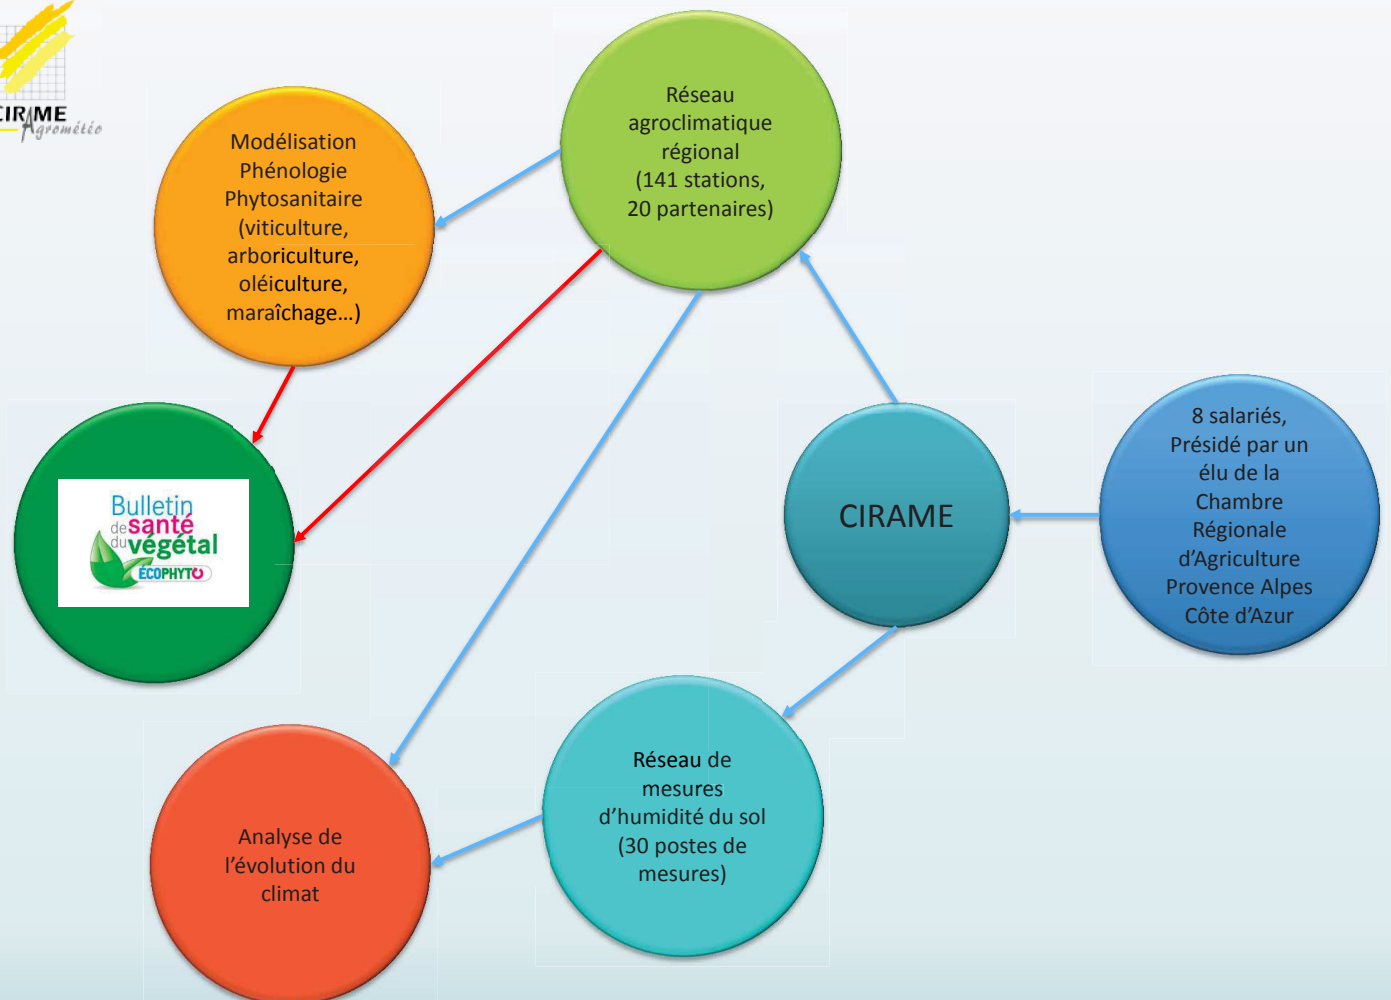 CIRAME
Agrométéo
Modélisation
Phénologie
Phytosanitaire
(viticulture,
arboriculture,
oléiculture,
maraîchage...)
Réseau
agroclimatique
régional
(141 stations,
20 partenaires)
Bulletin
de santé
du végétal
ÉCOPHYTO
CIRAME
8 salariés,
Présidé par un
élu de la
Chambre
Régionale
d’Agriculture
Provence Alpes
Côte d’Azur
Analyse de
l’évolution du
climat
Réseau de
mesures
d’humidité du sol
(30 postes de
mesures)